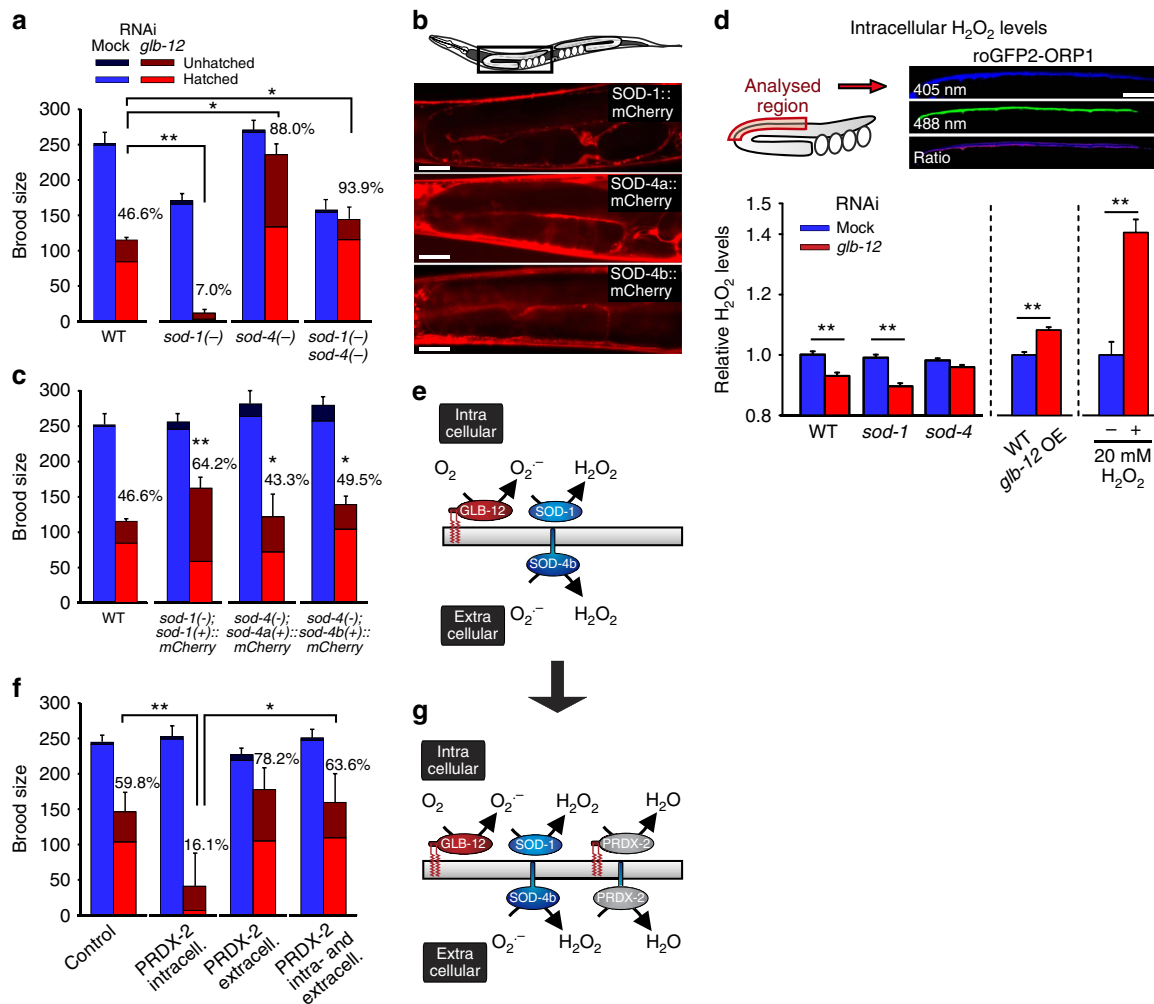 a
RNAi
Mock glb-12
Unhatched
Hatched
Brood size
300
250
200
150
100
50
0
46.6%
**
7.0%
*
88.0%
*
93.9%
WT
sod-1(–)
sod-4(–)
sod-1(–)
sod-4(–)
b
SOD-1::
mCherry
SOD-4a::
mCherry
SOD-4b::
mCherry
c
Brood size
300
250
200
150
100
50
0
46.6%
**
64.2%
*
43.3%
*
49.5%
WT
sod-1(-);
sod-1(+)::
mCherry
sod-4(-);
sod-4a(+)::
mCherry
sod-4(-);
sod-4b(+)::
mCherry
d
Intracellular H₂O₂ levels
roGFP2-ORP1
Analysed
region
405 nm
488 nm
Ratio
Relative H₂O₂ levels
1.5
1.4
1.2
1.0
0.8
RNAi
Mock
glb-12
**
**
**
**
WT
sod-1
sod-4
WT
glb-12 OE
– +
20 mM
H₂O₂
e
Intra
cellular
O₂
O₂·–
H₂O₂
GLB-12
SOD-1
SOD-4b
Extra
cellular
O₂·–
H₂O₂
f
Brood size
300
250
200
150
100
50
0
**
*
59.8%
16.1%
78.2%
63.6%
Control
PRDX-2
intracell.
PRDX-2
extracell.
PRDX-2
intra- and
extracell.
g
Intra
cellular
O₂
O₂·–
H₂O₂
H₂O
GLB-12
SOD-1
PRDX-2
SOD-4b
PRDX-2
Extra
cellular
O₂·–
H₂O₂
H₂O